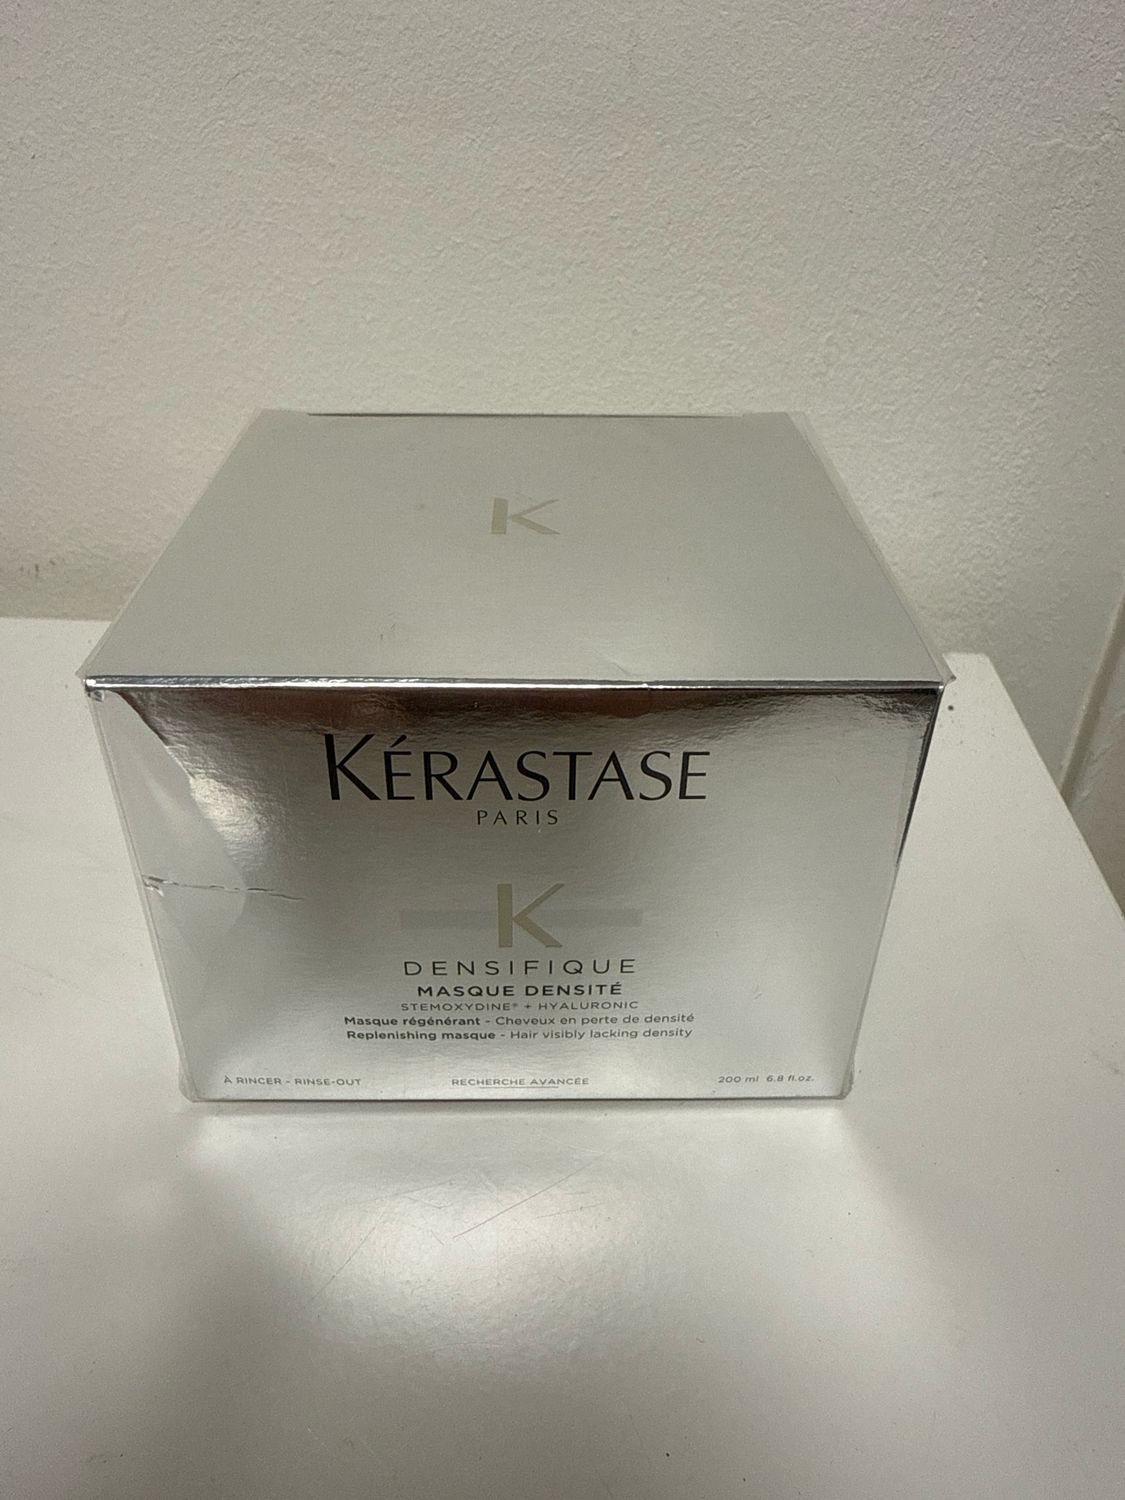 K
KÉRASTASE
PARIS
K
DENSIFIQUE
MASQUE DENSITÉ
STEMOXYDINE® + HYALURONIC
Masque régénérant - Cheveux en perte de densité
Replenishing masque - Hair visibly lacking density
À RINCER - RINSE-OUT RECHERCHE AVANCÉE 200 ml 6.8 fl.oz.